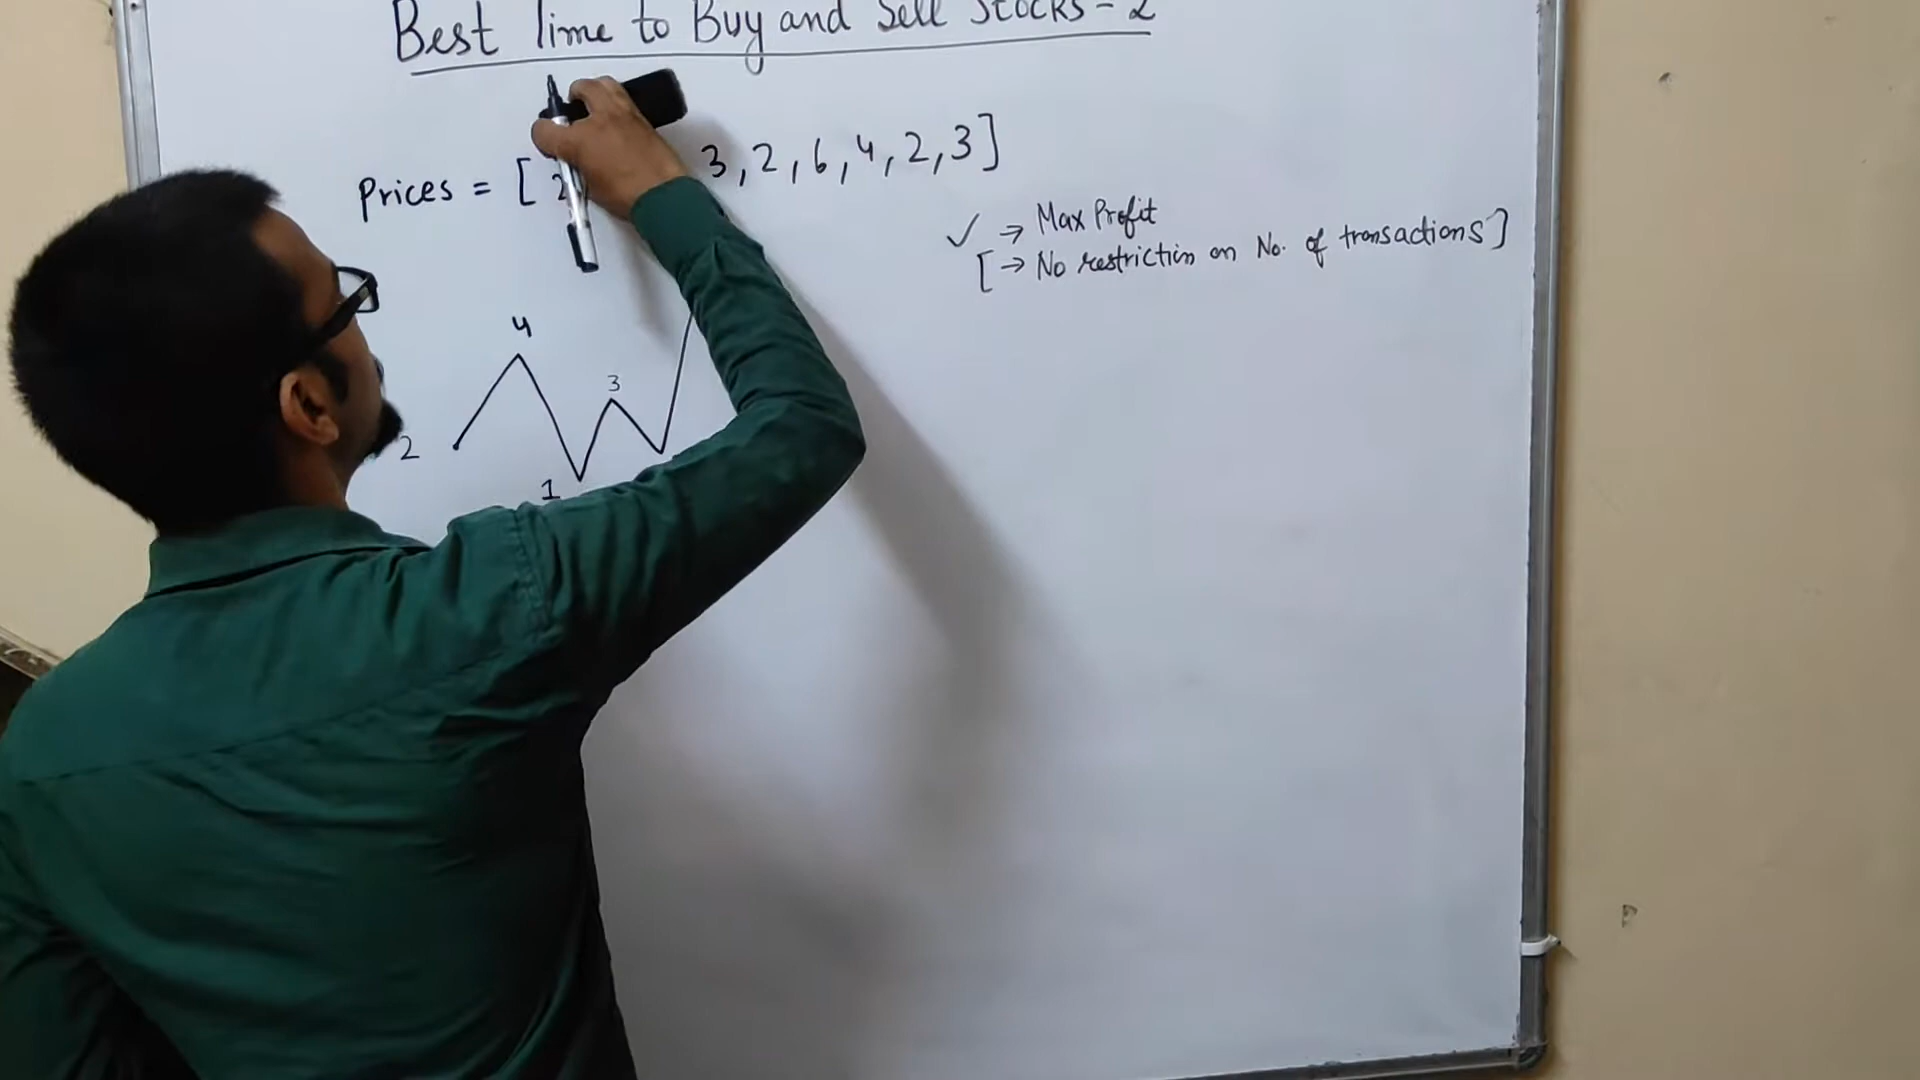 Best Time to Buy and Sell Stocks - 2
Prices = [ 2 3 , 2 , 6 , 4 , 2 , 3 ]
✓ → Max Profit
[ → No restriction on No. of transactions ]
4
3
2
1